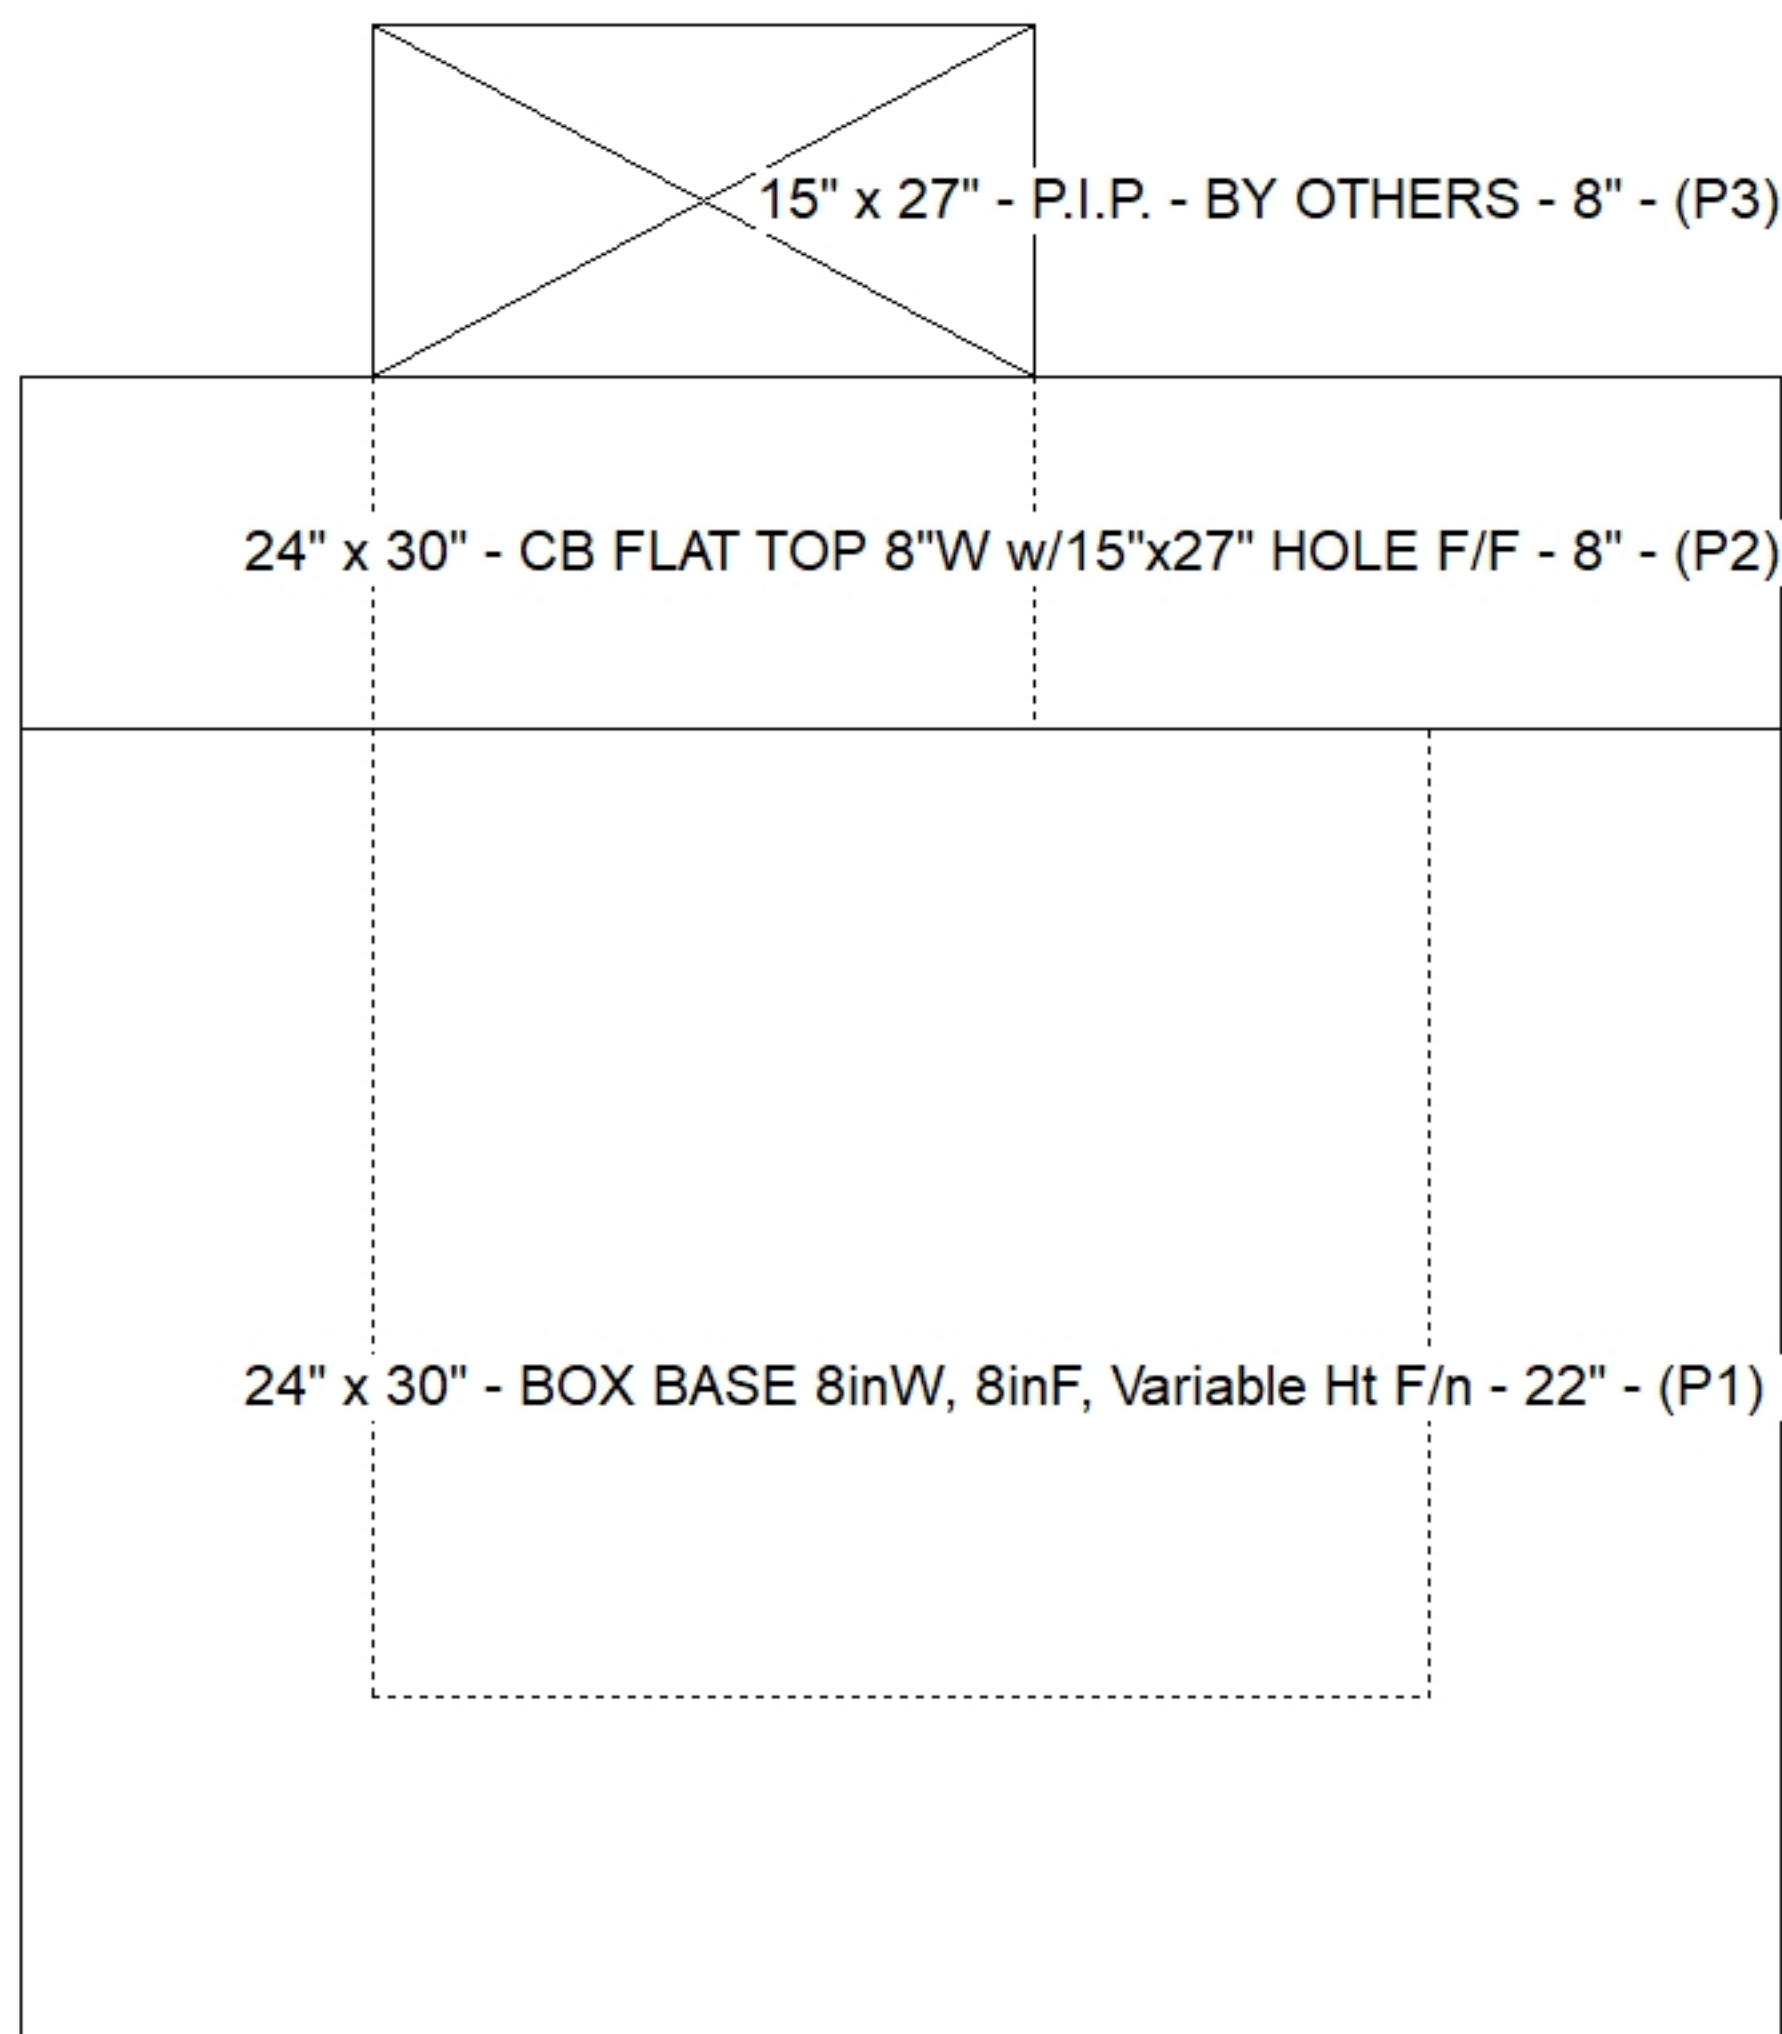 15" x 27" - P.I.P. - BY OTHERS - 8" - (P3)
24" x 30" - CB FLAT TOP 8"W w/15"x27" HOLE F/F - 8" - (P2)
24" x 30" - BOX BASE 8inW, 8inF, Variable Ht F/n - 22" - (P1)